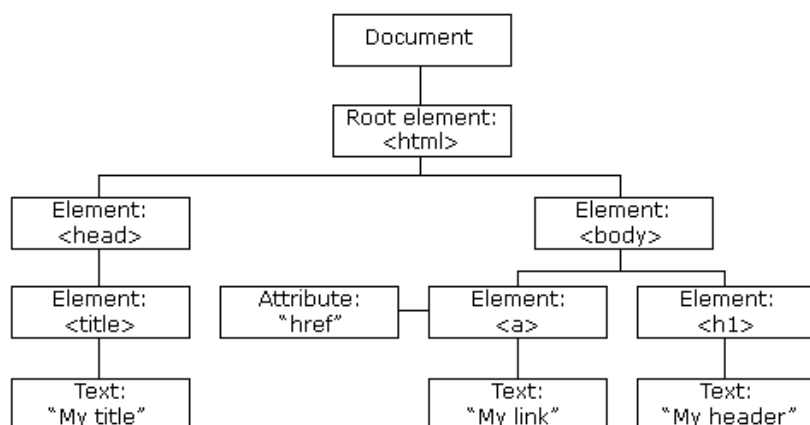 Document
Root element:
<html>
Element:
<head>
Element:
<body>
Element:
<title>
Attribute:
“href”
Element:
<a>
Element:
<h1>
Text:
“My title”
Text:
“My link”
Text:
“My header”